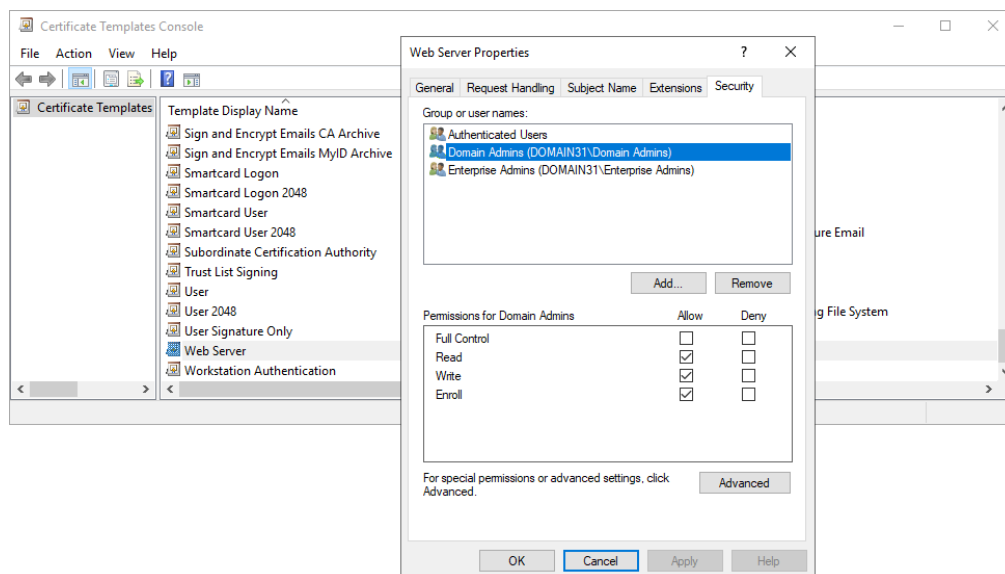 Certificate Templates Console
File Action View Help
Certificate Templates
Template Display Name
Sign and Encrypt Emails CA Archive
Sign and Encrypt Emails MyID Archive
Smartcard Logon
Smartcard Logon 2048
Smartcard User
Smartcard User 2048
Subordinate Certification Authority
Trust List Signing
User
User 2048
User Signature Only
Web Server
Workstation Authentication
ure Email
g File System
Web Server Properties
General Request Handling Subject Name Extensions Security
Group or user names:
Authenticated Users
Domain Admins (DOMAIN31\Domain Admins)
Enterprise Admins (DOMAIN31\Enterprise Admins)
Add... Remove
Permissions for Domain Admins Allow Deny
Full Control
Read
Write
Enroll
For special permissions or advanced settings, click
Advanced.
Advanced
OK Cancel Apply Help